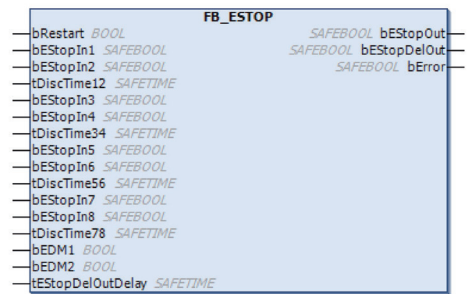 FB_ESTOP
bRestart BOOL SAFEBOOL bEStopOut
bEStopIn1 SAFEBOOL SAFEBOOL bEStopDelOut
bEStopIn2 SAFEBOOL SAFEBOOL bError
tDiscTime12 SAFETIME
bEStopIn3 SAFEBOOL
bEStopIn4 SAFEBOOL
tDiscTime34 SAFETIME
bEStopIn5 SAFEBOOL
bEStopIn6 SAFEBOOL
tDiscTime56 SAFETIME
bEStopIn7 SAFEBOOL
bEStopIn8 SAFEBOOL
tDiscTime78 SAFETIME
bEDM1 BOOL
bEDM2 BOOL
tEStopDelOutDelay SAFETIME